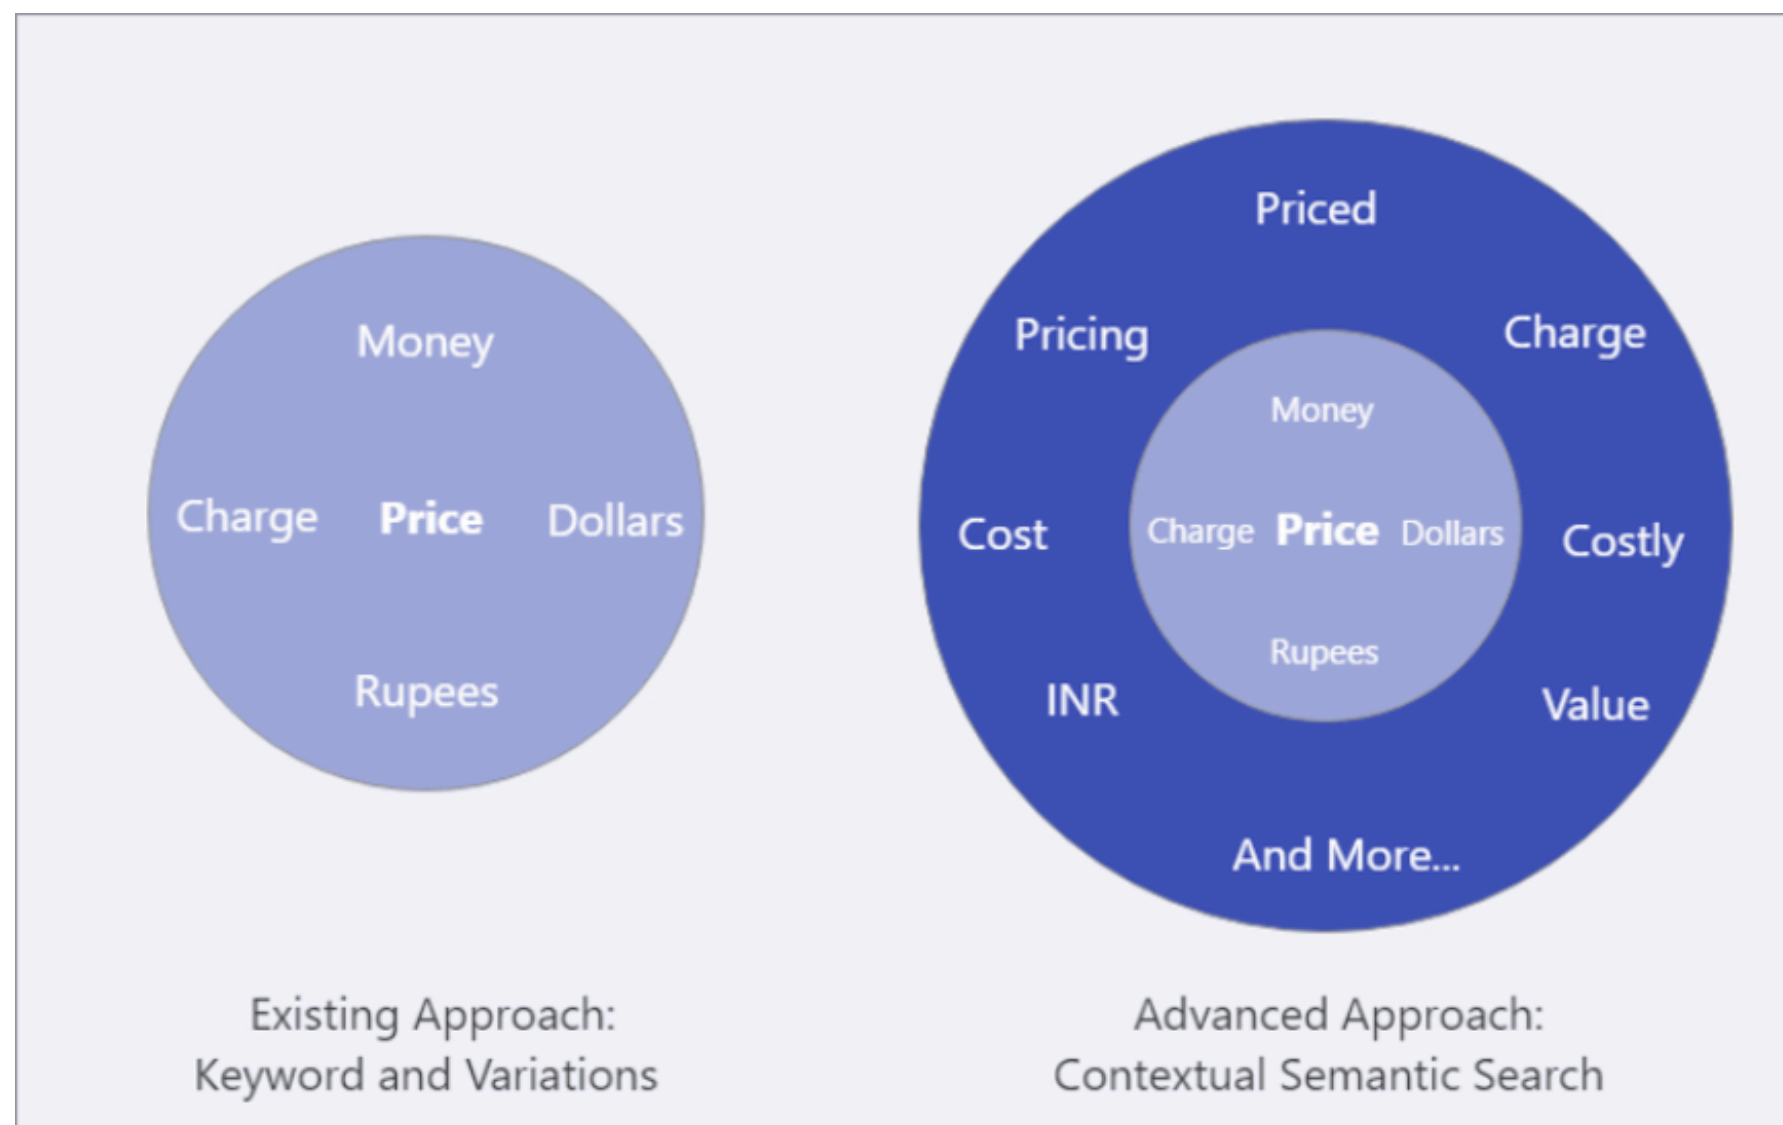 Money
Charge Price Dollars
Rupees
Existing Approach:
Keyword and Variations
Priced
Pricing Charge
Money
Cost Charge Price Dollars Costly
Rupees
INR Value
And More...
Advanced Approach:
Contextual Semantic Search